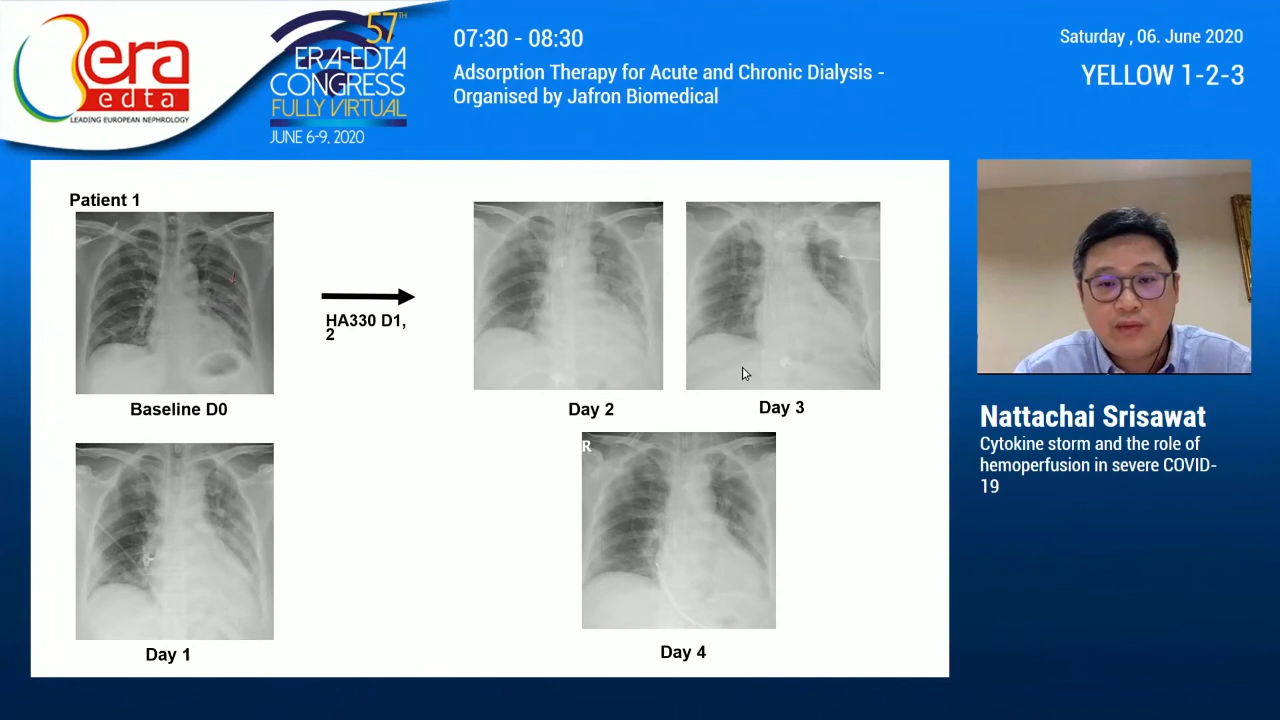 era
edta
LEADING EUROPEAN NEPHROLOGY
57TH
ERA-EDTA
CONGRESS
FULLY VIRTUAL
JUNE 6-9, 2020
07:30 - 08:30
Adsorption Therapy for Acute and Chronic Dialysis -
Organised by Jafron Biomedical
Saturday , 06. June 2020
YELLOW 1-2-3
Patient 1
HA330 D1,
2
Baseline D0
Day 1
Day 2
Day 3
R
Day 4
Nattachai Srisawat
Cytokine storm and the role of
hemoperfusion in severe COVID-
19